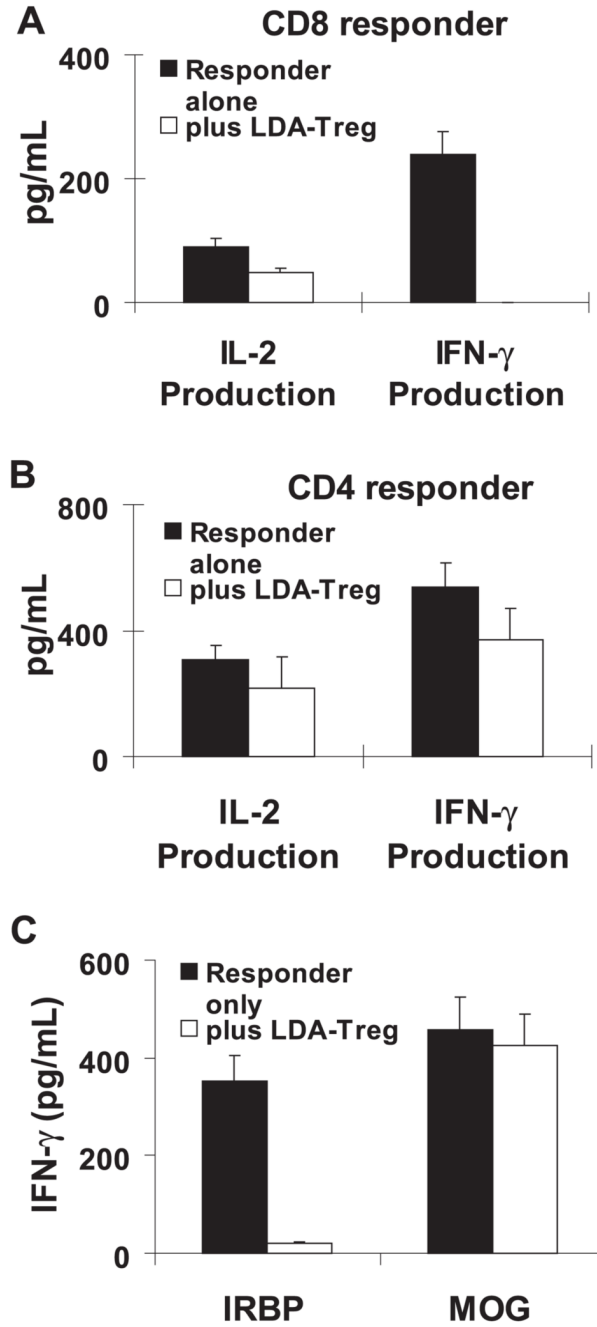 A
CD8 responder
400
Responder
alone
plus LDA-Treg
pg/mL
200
0
IL-2
Production
IFN-γ
Production
B
CD4 responder
800
Responder
alone
plus LDA-Treg
pg/mL
400
0
IL-2
Production
IFN-γ
Production
C
600
Responder
only
plus LDA-Treg
IFN-γ (pg/mL)
400
200
0
IRBP
MOG